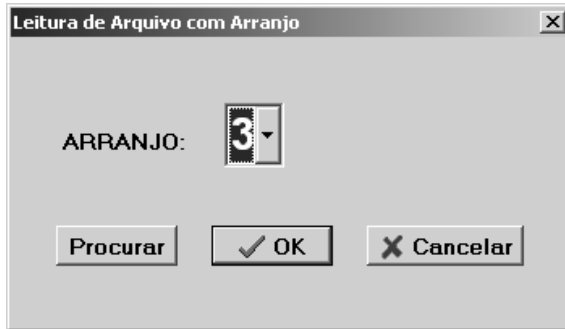 Leitura de Arquivo com Arranjo
ARRANJO: 3
Procurar OK Cancelar